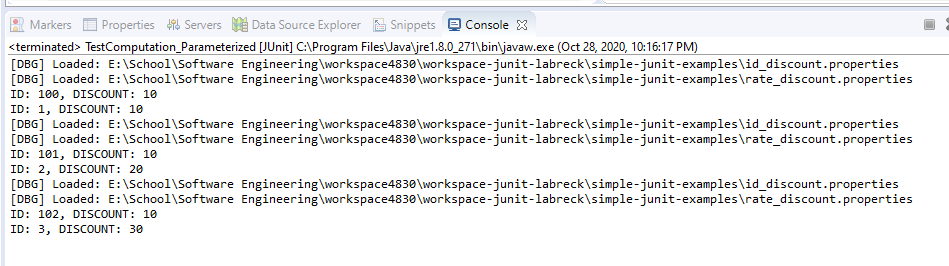 Markers Properties Servers Data Source Explorer Snippets Console
<terminated> TestComputation_Parameterized [JUnit] C:\Program Files\Java\jre1.8.0_271\bin\javaw.exe (Oct 28, 2020, 10:16:17 PM)
[DBG] Loaded: E:\School\Software Engineering\workspace4830\workspace-junit-labreck\simple-junit-examples\id_discount.properties
[DBG] Loaded: E:\School\Software Engineering\workspace4830\workspace-junit-labreck\simple-junit-examples\rate_discount.properties
ID: 100, DISCOUNT: 10
ID: 1, DISCOUNT: 10
[DBG] Loaded: E:\School\Software Engineering\workspace4830\workspace-junit-labreck\simple-junit-examples\id_discount.properties
[DBG] Loaded: E:\School\Software Engineering\workspace4830\workspace-junit-labreck\simple-junit-examples\rate_discount.properties
ID: 101, DISCOUNT: 10
ID: 2, DISCOUNT: 20
[DBG] Loaded: E:\School\Software Engineering\workspace4830\workspace-junit-labreck\simple-junit-examples\id_discount.properties
[DBG] Loaded: E:\School\Software Engineering\workspace4830\workspace-junit-labreck\simple-junit-examples\rate_discount.properties
ID: 102, DISCOUNT: 10
ID: 3, DISCOUNT: 30